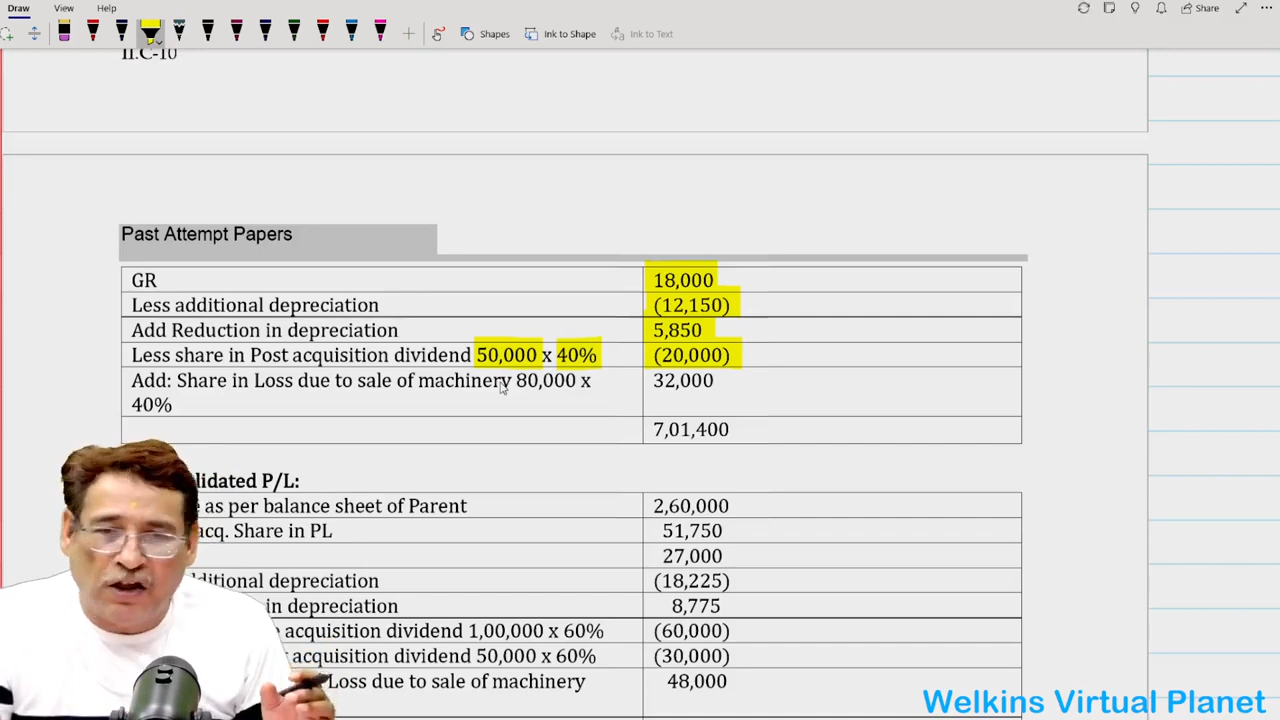 Draw View Help
Share
Shapes Ink to Shape Ink to Text
II.C-10
Past Attempt Papers
GR 18,000
Less additional depreciation (12,150)
Add Reduction in depreciation 5,850
Less share in Post acquisition dividend 50,000 x 40% (20,000)
Add: Share in Loss due to sale of machinery 80,000 x 32,000
40%
7,01,400
lidated P/L:
as per balance sheet of Parent 2,60,000
acq. Share in PL 51,750
27,000
ditional depreciation (18,225)
in depreciation 8,775
acquisition dividend 1,00,000 x 60% (60,000)
acquisition dividend 50,000 x 60% (30,000)
Loss due to sale of machinery 48,000
Welkins Virtual Planet